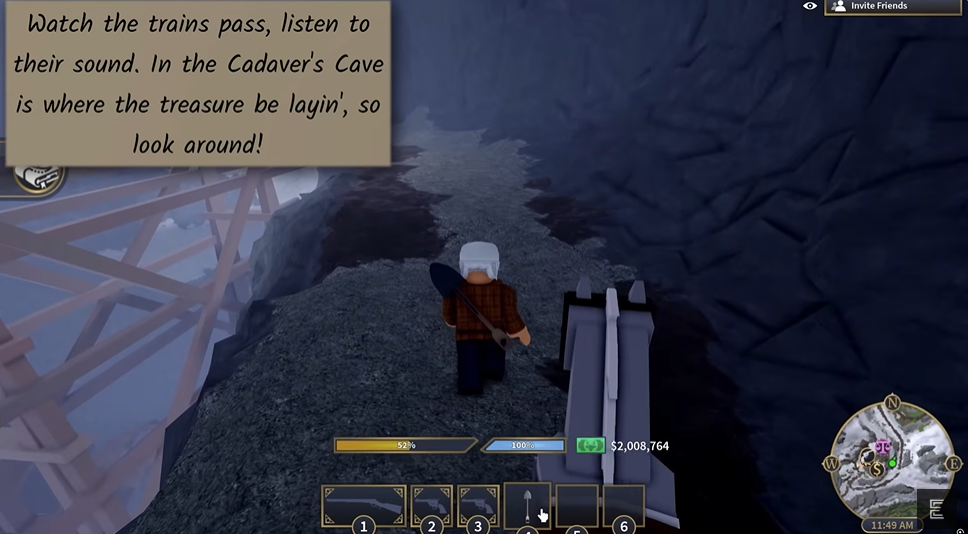 Watch the trains pass, listen to
their sound. In the Cadaver's Cave
is where the treasure be layin', so
look around!
Invite Friends
52%
100%
$2,008,764
N
W
E
$
1
2
3
6
11:49 AM
E